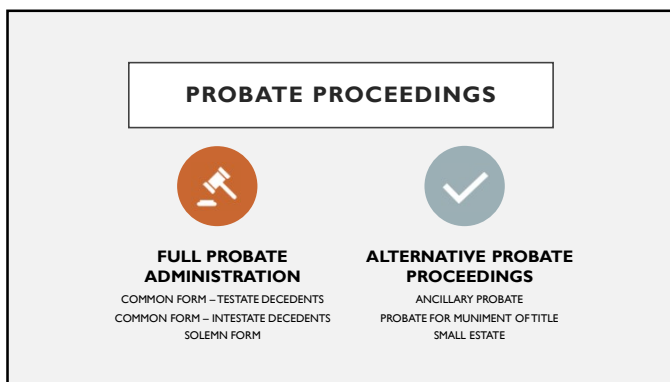 PROBATE PROCEEDINGS
FULL PROBATE
ADMINISTRATION
COMMON FORM – TESTATE DECEDENTS
COMMON FORM – INTESTATE DECEDENTS
SOLEMN FORM
ALTERNATIVE PROBATE
PROCEEDINGS
ANCILLARY PROBATE
PROBATE FOR MUNIMENT OF TITLE
SMALL ESTATE